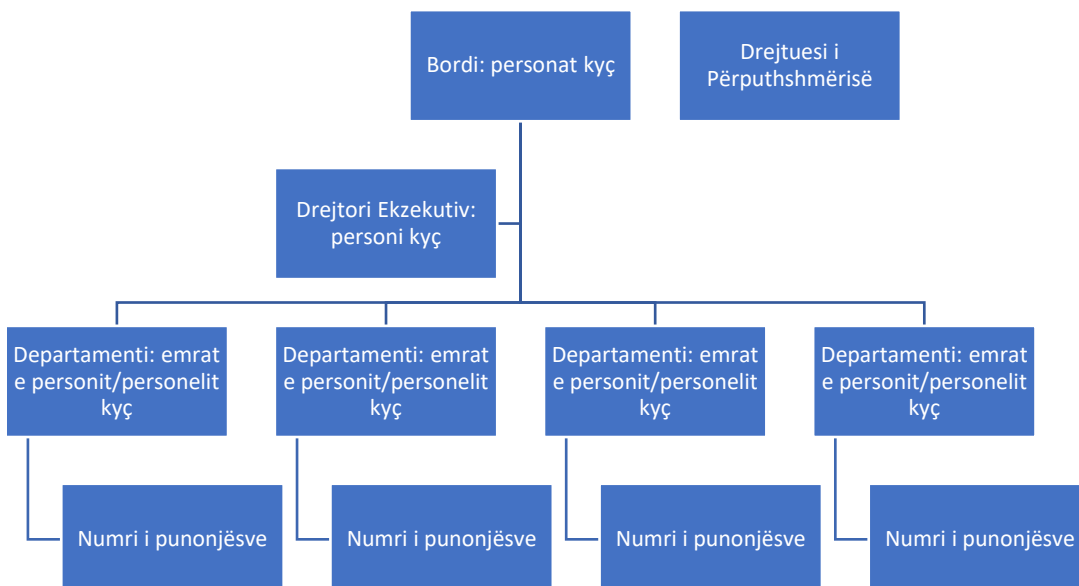 Bordi: personat kyç
Drejtuesi i
Përputhshmërisë
Drejtori Ekzekutiv:
personi kyç
Departamenti: emrat
e personit/personelit
kyç
Departamenti: emrat
e personit/personelit
kyç
Departamenti: emrat
e personit/personelit
kyç
Departamenti: emrat
e personit/personelit
kyç
Numri i punonjësve
Numri i punonjësve
Numri i punonjësve
Numri i punonjësve